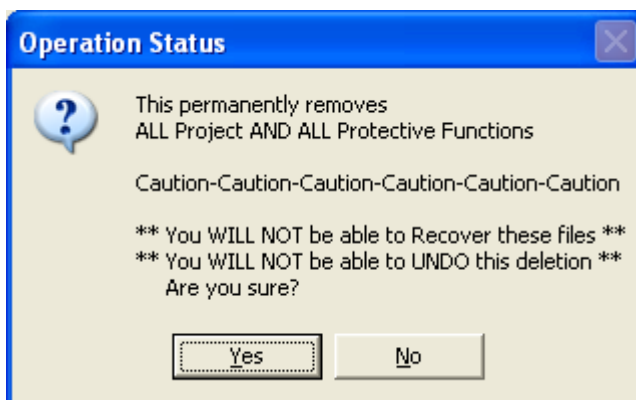 Operation Status
This permanently removes
ALL Project AND ALL Protective Functions
Caution-Caution-Caution-Caution-Caution-Caution
** You WILL NOT be able to Recover these files **
** You WILL NOT be able to UNDO this deletion **
Are you sure?
Yes No